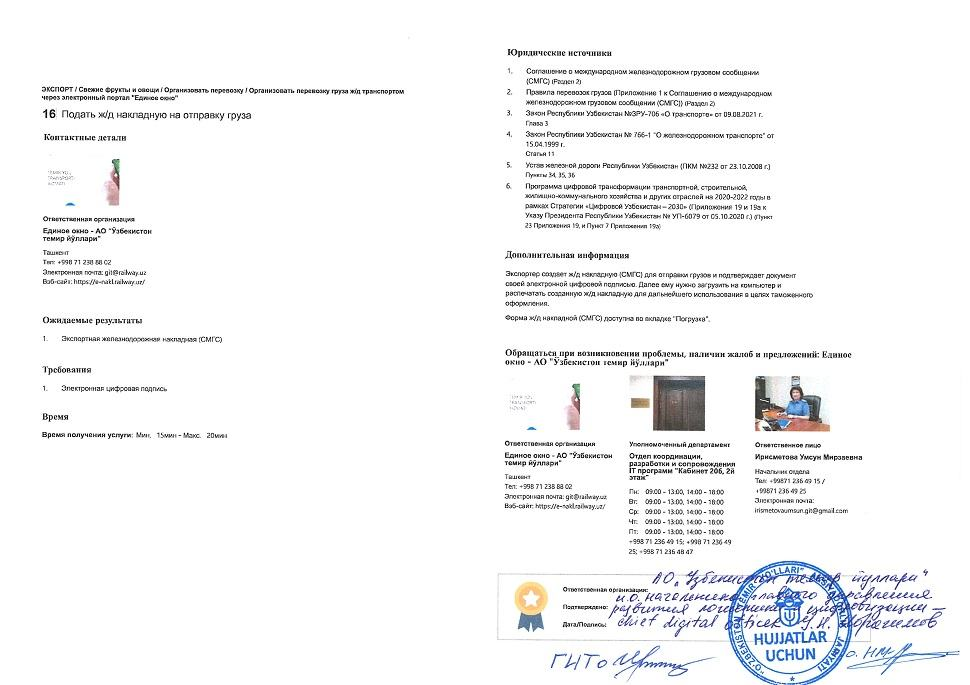 ЭКСПОРТ / Свежие фрукты и овощи / Организовать перевозку / Организовать перевозку груза ж/д транспортом
через электронный портал "Единое окно"
16 Подать ж/д накладную на отправку груза
Контактные детали
Ответственная организация
Единое окно - АО "Ўзбекистон
темир йўллари"
Ташкент
Тел: +998 71 238 88 02
Электронная почта: git@railway.uz
Вэб-сайт: https://e-nakl.railway.uz/
Ожидаемые результаты
1. Экспортная железнодорожная накладная (СМГС)
Требования
1. Электронная цифровая подпись
Время
Время получения услуги: Мин. 15мин - Макс. 20мин
Юридические источники
1. Соглашение о международном железнодорожном грузовом сообщении
(СМГС) (Раздел 2)
2. Правила перевозок грузов (Приложение 1 к Соглашению о международном
железнодорожном грузовом сообщении (СМГС)) (Раздел 2)
3. Закон Республики Узбекистан №ЗРУ-706 «О транспорте» от 09.08.2021 г.
Глава 3
4. Закон Республики Узбекистан № 766-1 "О железнодорожном транспорте" от
15.04.1999 г.
Статья 11
5. Устав железной дороги Республики Узбекистан (ПКМ №232 от 23.10.2008 г.)
Пункты 34, 35, 36
6. Программа цифровой трансформации транспортной, строительной,
жилищно-коммунального хозяйства и других отраслей на 2020-2022 годы в
рамках Стратегии «Цифровой Узбекистан – 2030» (Приложения 19 и 19а к
Указу Президента Республики Узбекистан № УП-6079 от 05.10.2020 г.) (Пункт
23 Приложения 19, и Пункт 7 Приложения 19а)
Дополнительная информация
Экспортер создает ж/д накладную (СМГС) для отправки грузов и подтверждает документ
своей электронной цифровой подписью. Далее ему нужно загрузить на компьютер и
распечатать созданную ж/д накладную для дальнейшего использования в целях таможенного
оформления.
Форма ж/д накладной (СМГС) доступна во вкладке "Погрузка".
Обращаться при возникновении проблемы, наличии жалоб и предложений: Единое
окно - АО "Ўзбекистон темир йўллари"
Ответственная организация
Единое окно - АО "Ўзбекистон
темир йўллари"
Ташкент
Тел: +998 71 238 88 02
Электронная почта: git@railway.uz
Вэб-сайт: https://e-nakl.railway.uz/
Уполномоченный департамент
Отдел координации,
разработки и сопровождения
IT программ "Кабинет 206, 2й
этаж"
Пн: 09:00 - 13:00, 14:00 - 18:00
Вт: 09:00 - 13:00, 14:00 - 18:00
Ср: 09:00 - 13:00, 14:00 - 18:00
Чт: 09:00 - 13:00, 14:00 - 18:00
Пт: 09:00 - 13:00, 14:00 - 18:00
+998 71 236 49 15; +998 71 236 49
25; +998 71 236 48 47
Ответственное лицо
Ирисметова Умсун Мирзаевна
Начальник отдела
Тел: +99871 236 49 15 /
+99871 236 49 25
Электронная почта:
irismetovaumsun.git@gmail.com
Ответственная организация:
Подтверждено:
Дата/Подпись:
АО „Узбекистон темир йуллари"
и.о. начальника главного управления
развития и цифровизации –
chief digital officer
HUJJATLAR
UCHUN
ГИТО